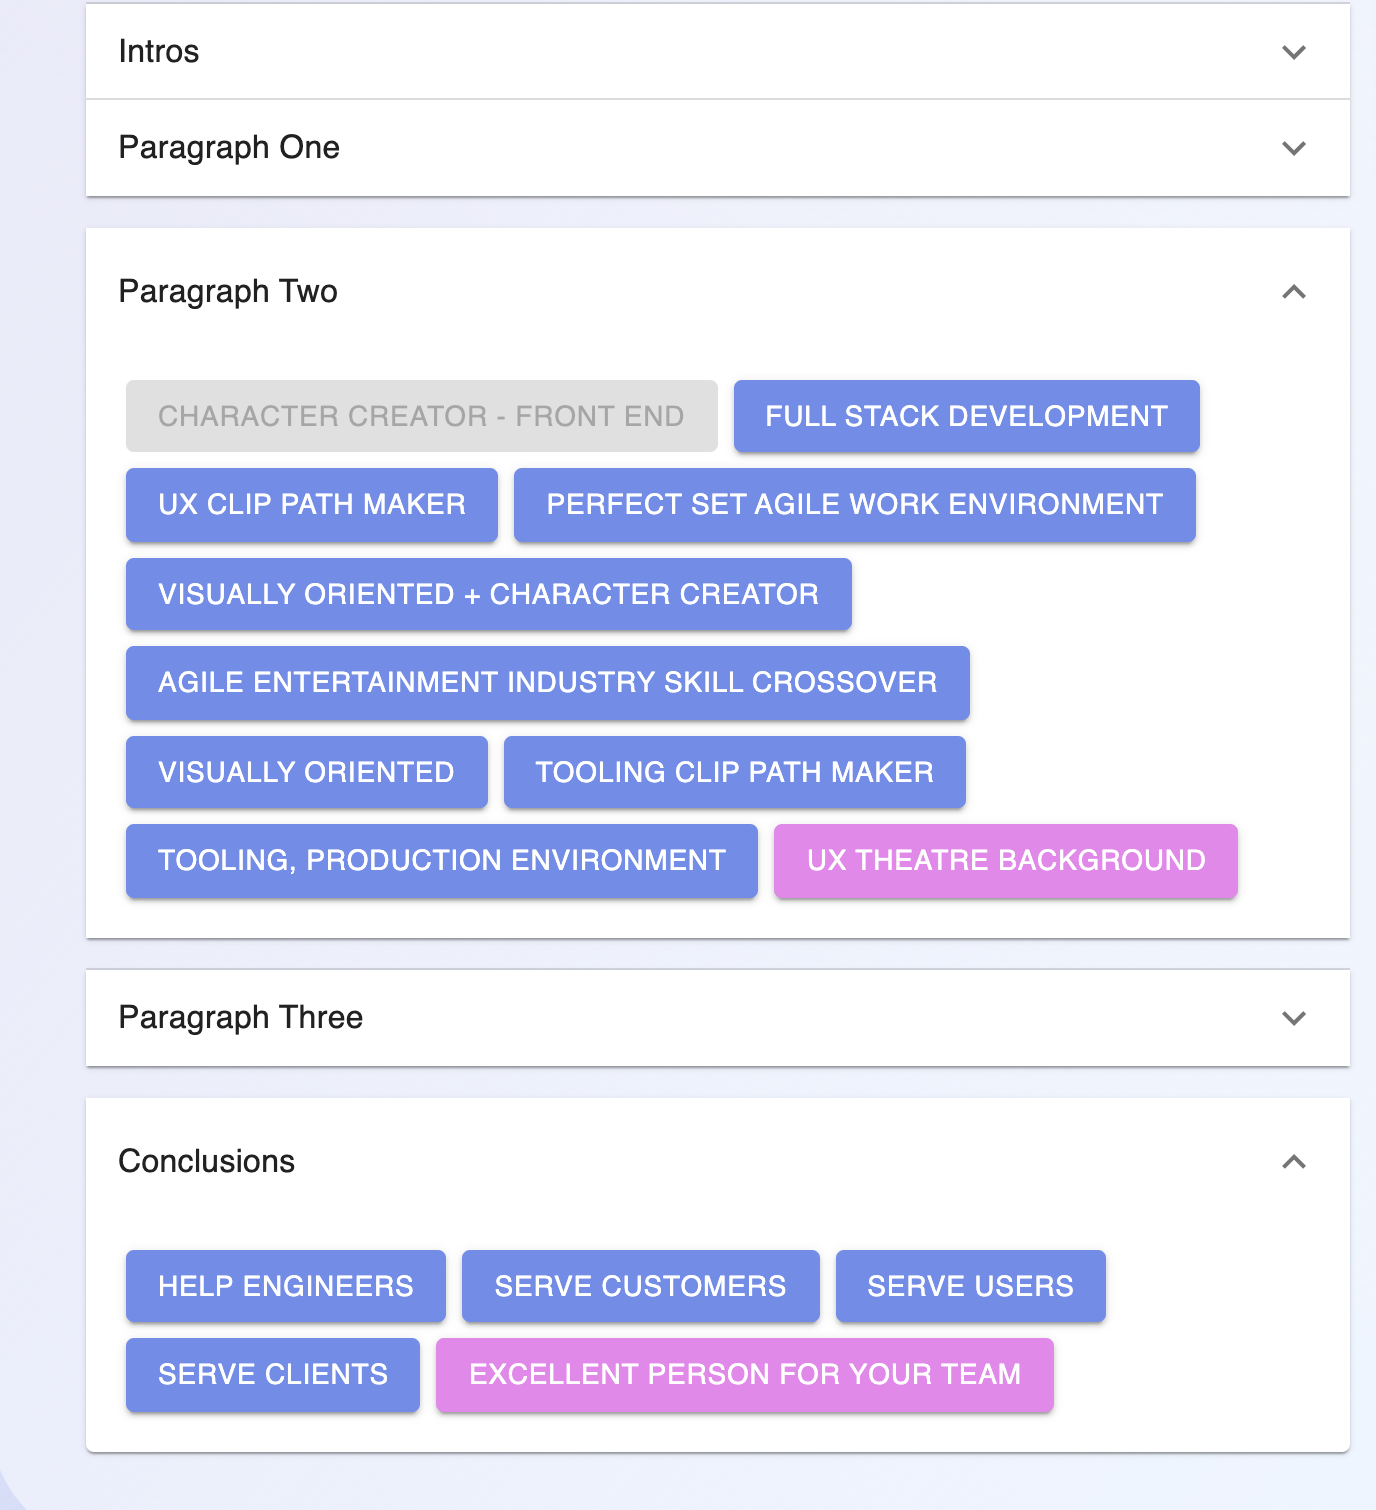 Intros
Paragraph One
Paragraph Two
CHARACTER CREATOR - FRONT END
FULL STACK DEVELOPMENT
UX CLIP PATH MAKER
PERFECT SET AGILE WORK ENVIRONMENT
VISUALLY ORIENTED + CHARACTER CREATOR
AGILE ENTERTAINMENT INDUSTRY SKILL CROSSOVER
VISUALLY ORIENTED
TOOLING CLIP PATH MAKER
TOOLING, PRODUCTION ENVIRONMENT
UX THEATRE BACKGROUND
Paragraph Three
Conclusions
HELP ENGINEERS
SERVE CUSTOMERS
SERVE USERS
SERVE CLIENTS
EXCELLENT PERSON FOR YOUR TEAM